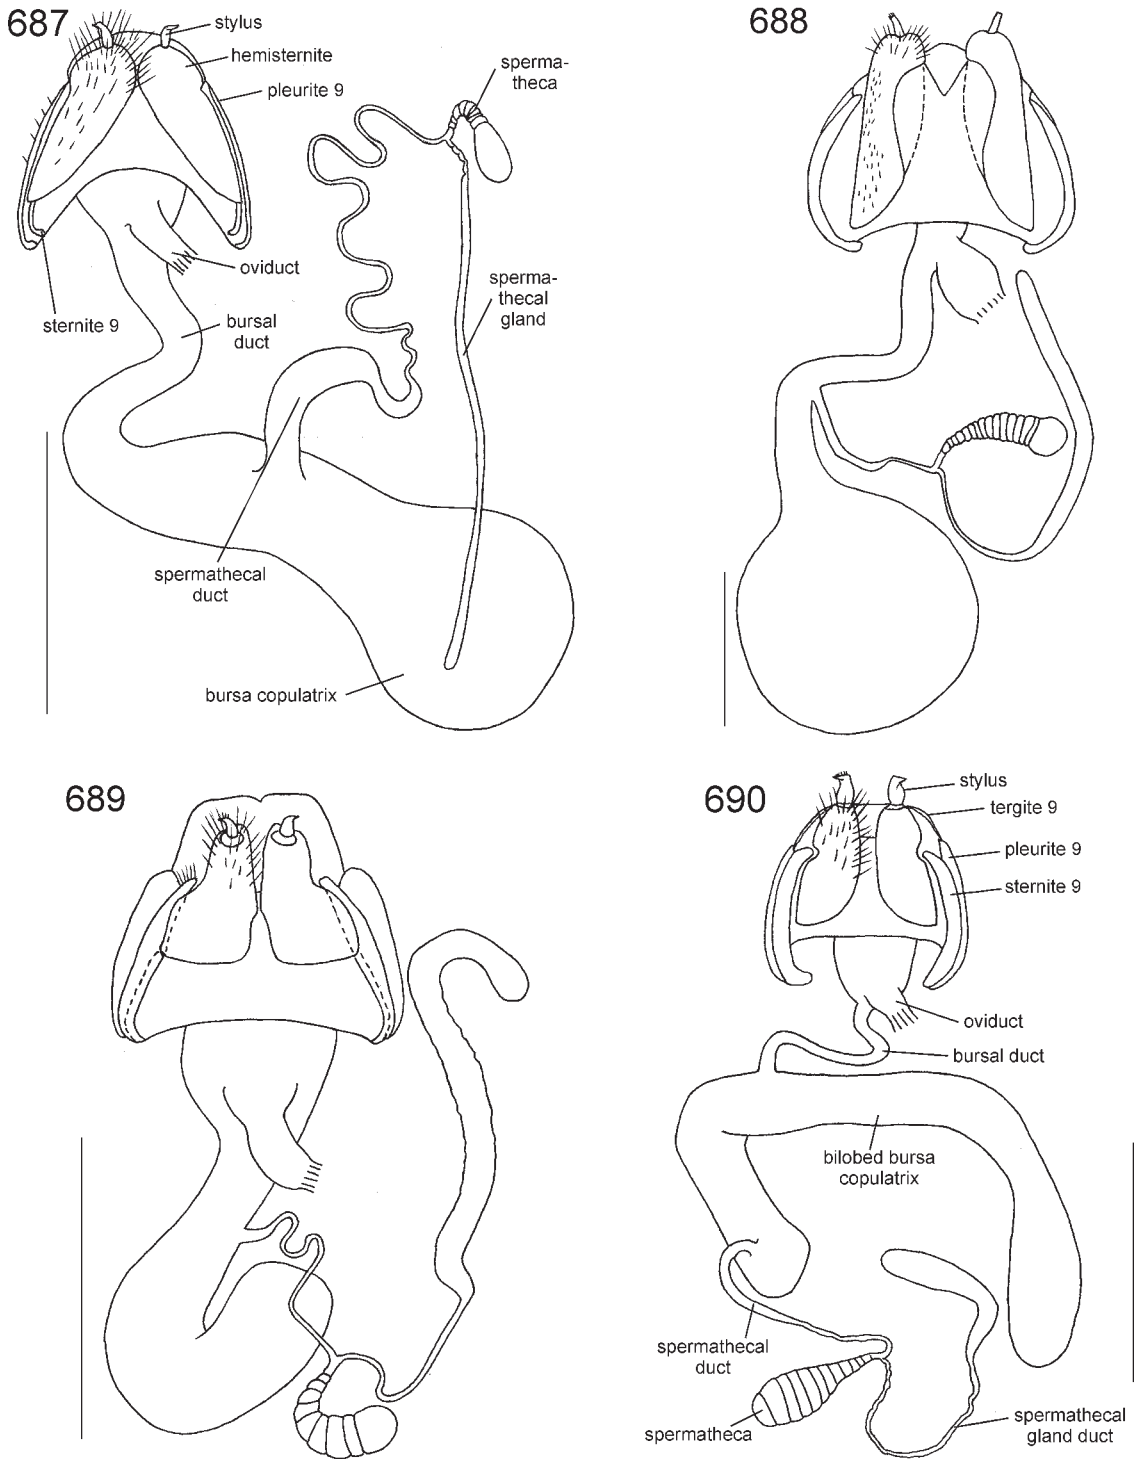 687
stylus
hemisternite
pleurite 9
sperma-
theca
oviduct
sperma-
thecal
gland
sternite 9
bursal
duct
spermathecal
duct
bursa copulatrix
688
689
690
stylus
tergite 9
pleurite 9
sternite 9
oviduct
bursal duct
bilobed bursa
copulatrix
spermathecal
duct
spermatheca
spermathecal
gland duct